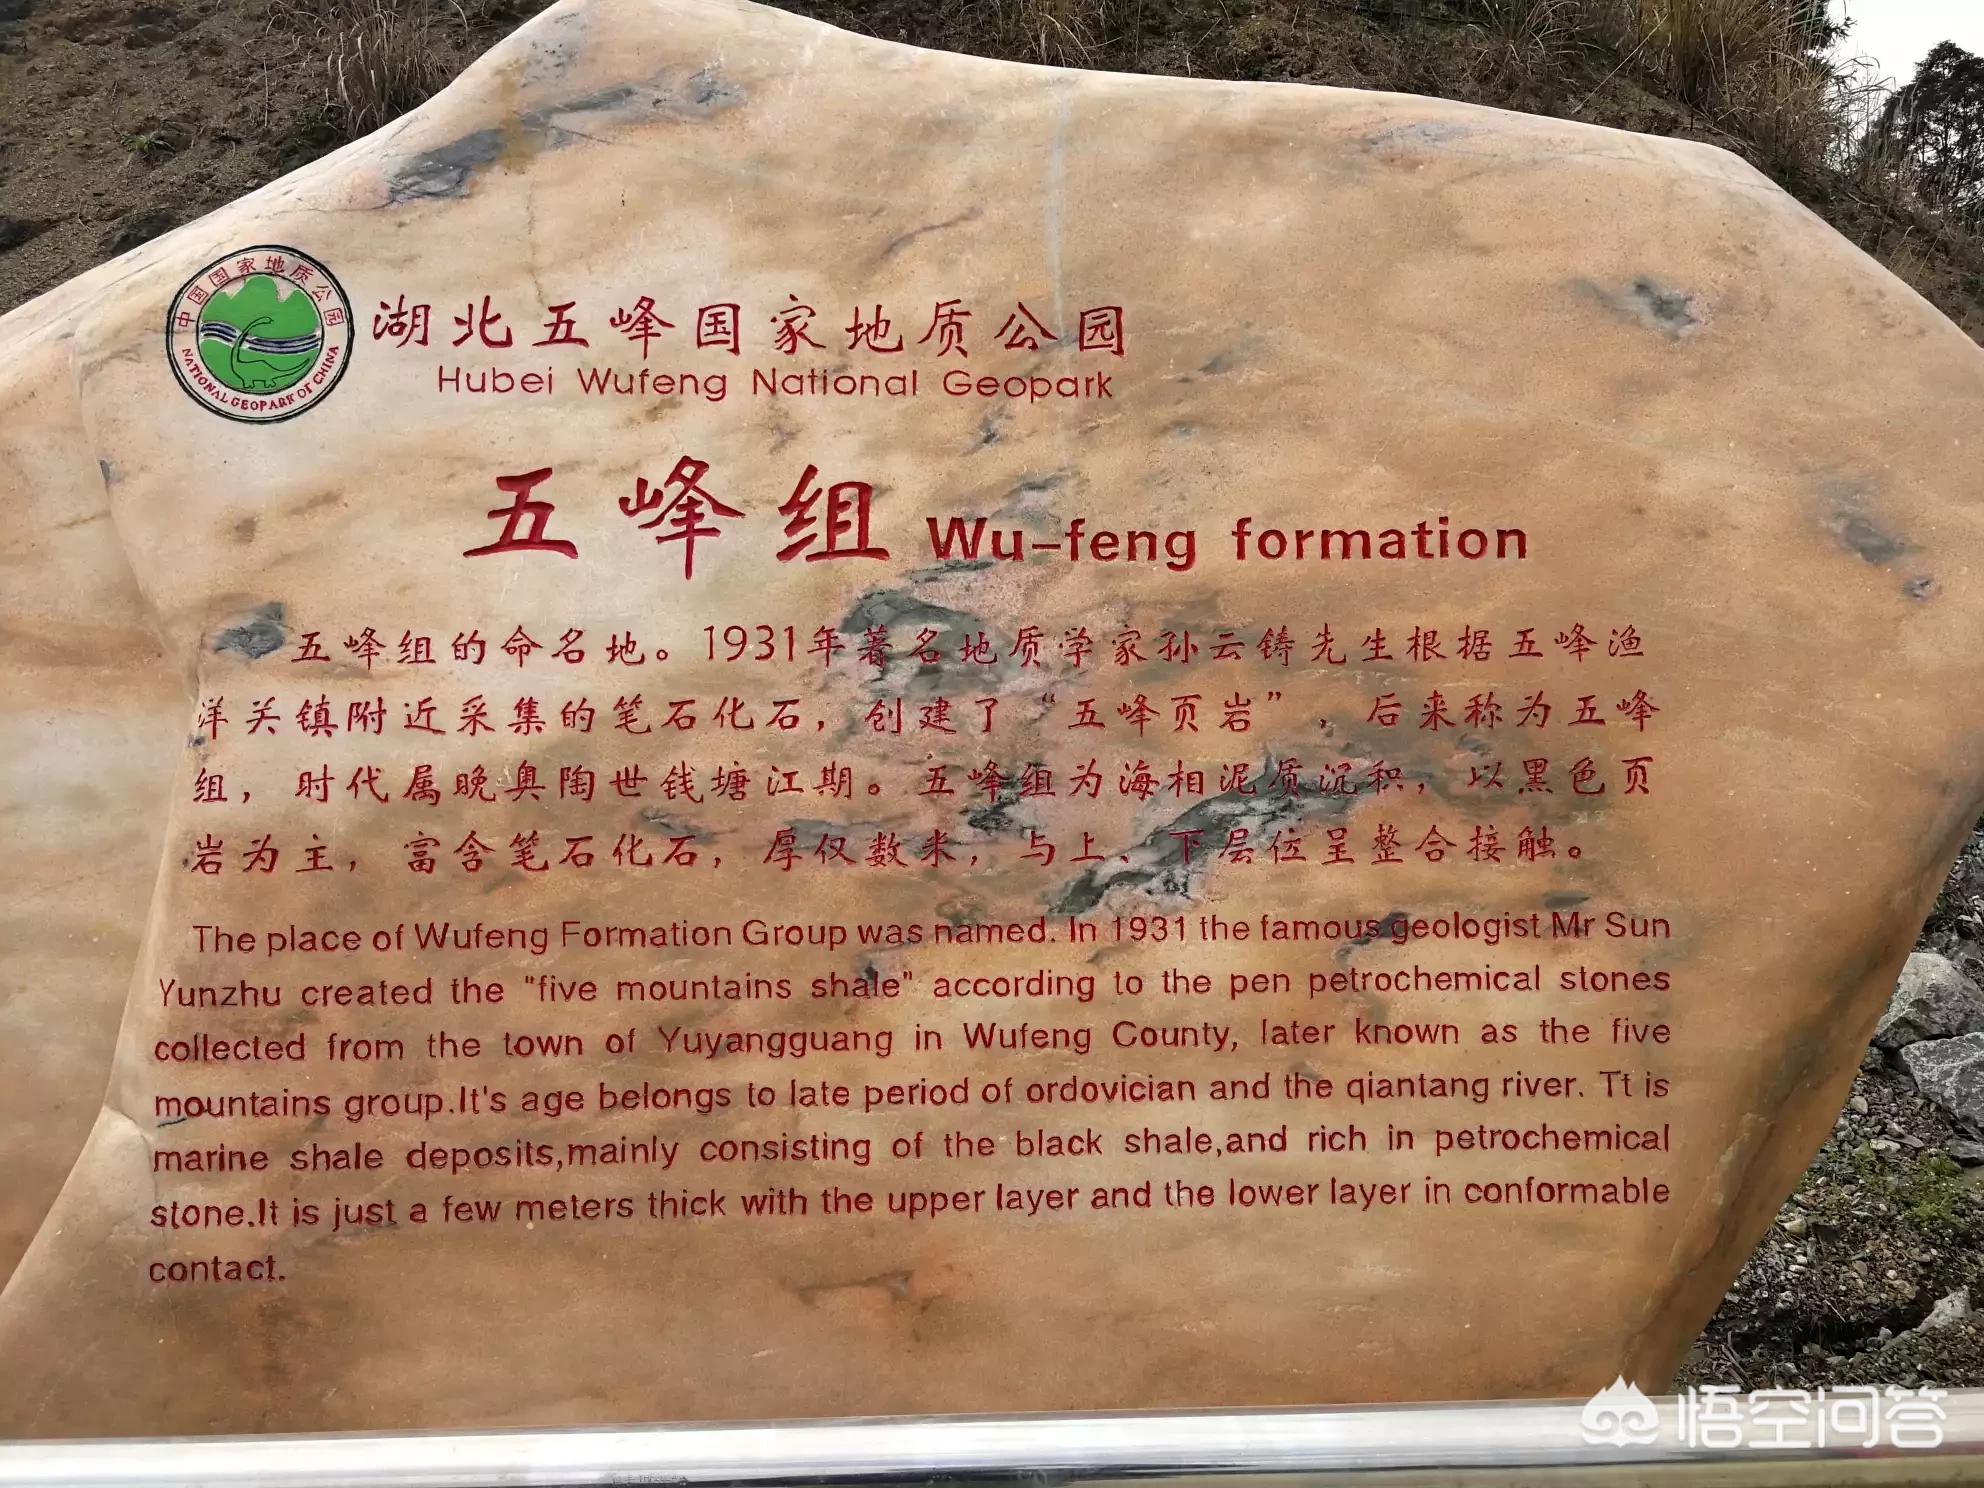 中国国家地质公园
NATIONAL GEOPARK OF CHINA
湖北五峰国家地质公园
Hubei Wufeng National Geopark
五峰组 Wu-feng formation
五峰组的命名地。1931年著名地质学家孙云铸先生根据五峰渔
洋关镇附近采集的笔石化石，创建了“五峰页岩”，后来称为五峰
组，时代属晚奥陶世钱塘江期。五峰组为海相泥质沉积，以黑色页
岩为主，富含笔石化石，厚仅数米，与上、下层位呈整合接触。
The place of Wufeng Formation Group was named. In 1931 the famous geologist Mr Sun
Yunzhu created the "five mountains shale" according to the pen petrochemical stones
collected from the town of Yuyangguang in Wufeng County, later known as the five
mountains group.It's age belongs to late period of ordovician and the qiantang river. Tt is
marine shale deposits,mainly consisting of the black shale,and rich in petrochemical
stone.It is just a few meters thick with the upper layer and the lower layer in conformable
contact.
悟空问答